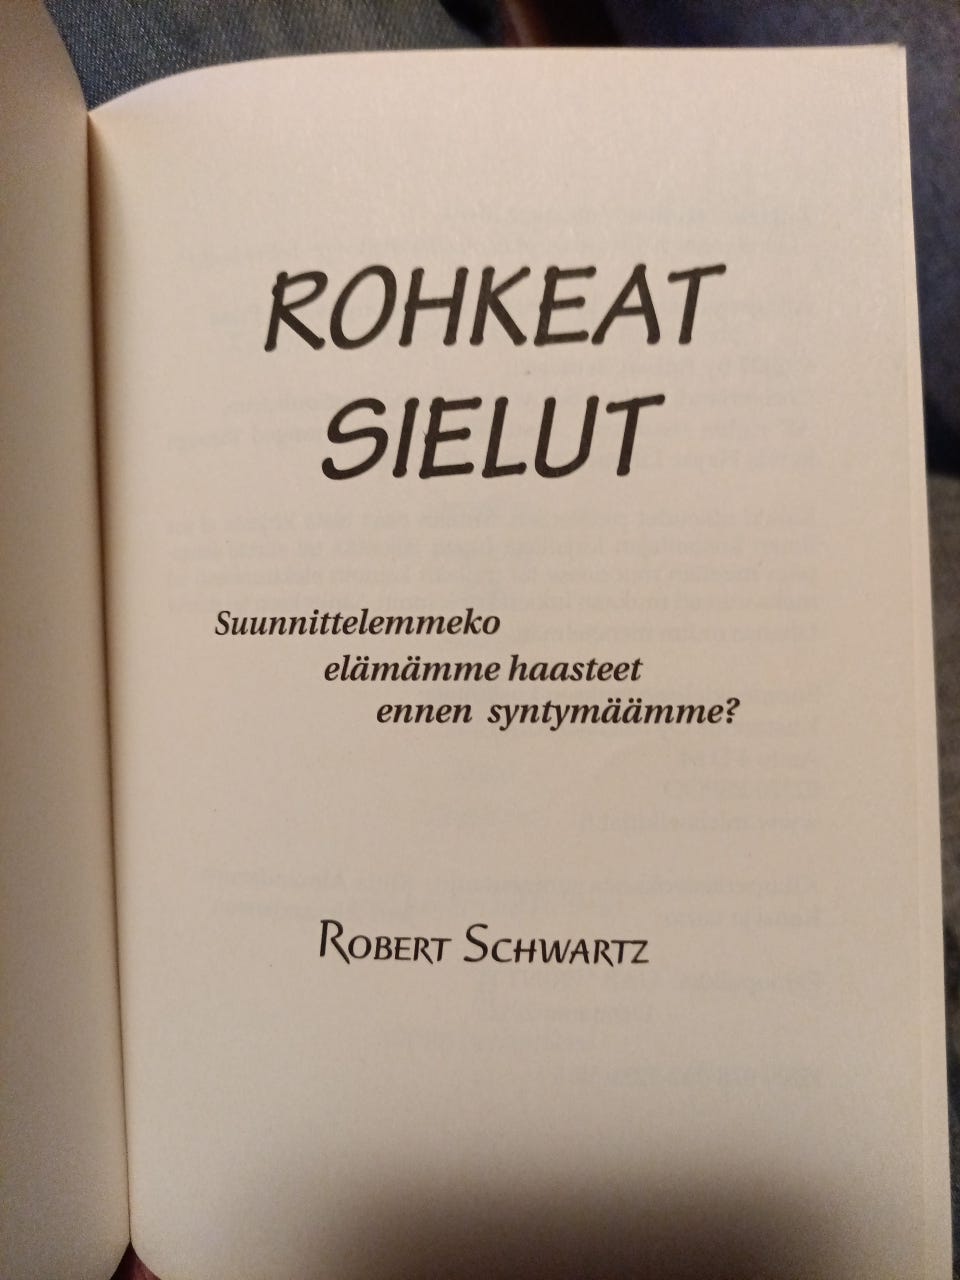 ROHKEAT
SIELUT
Suunnittelemmeko
elämämme haasteet
ennen syntymäämme?
ROBERT SCHWARTZ